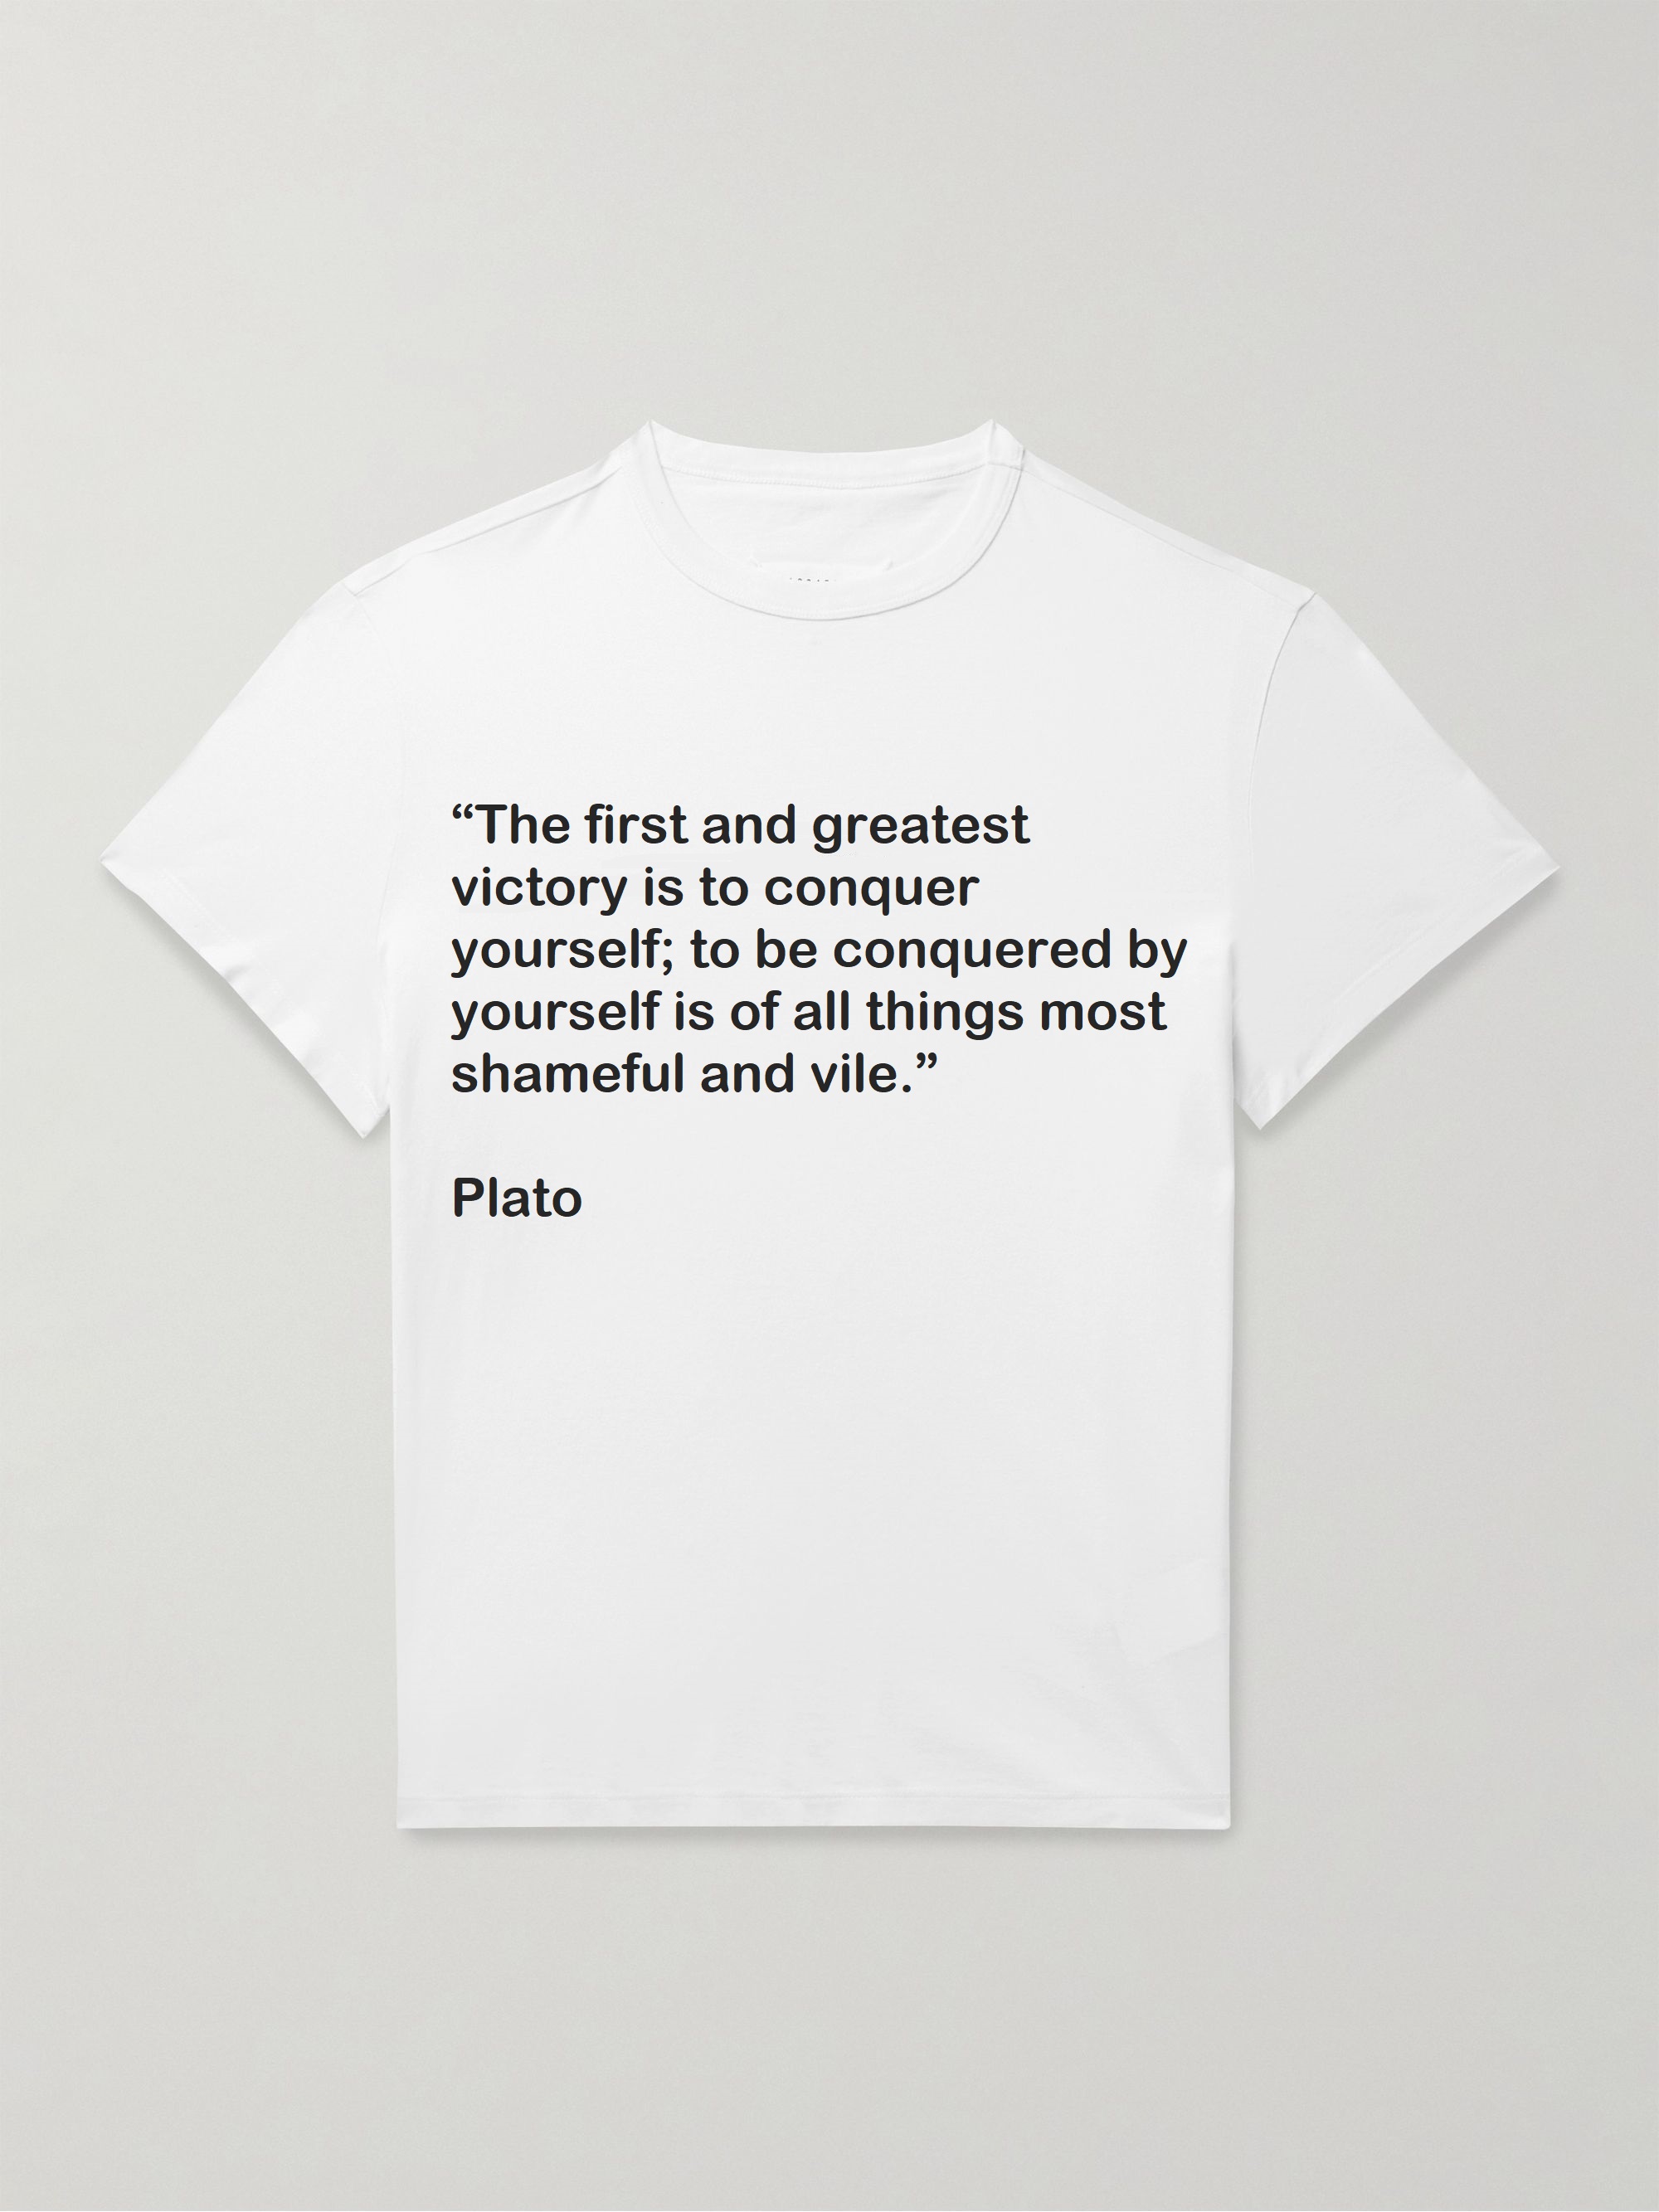 “The first and greatest
victory is to conquer
yourself; to be conquered by
yourself is of all things most
shameful and vile.”
Plato